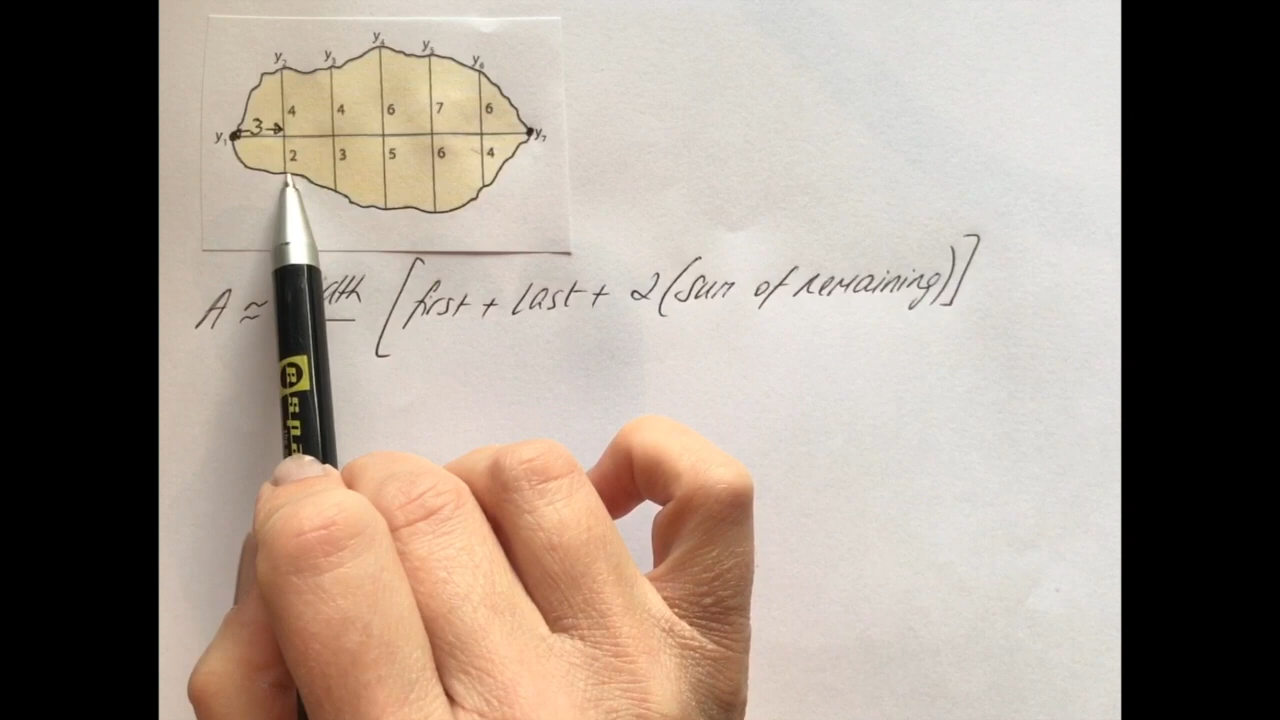 y₄
y₂ y₃ y₅ y₆
4 4 6 7 6
y₁ 3 y₇
2 3 5 6 4
A ≈ [first + last + 2(sum of remaining)]